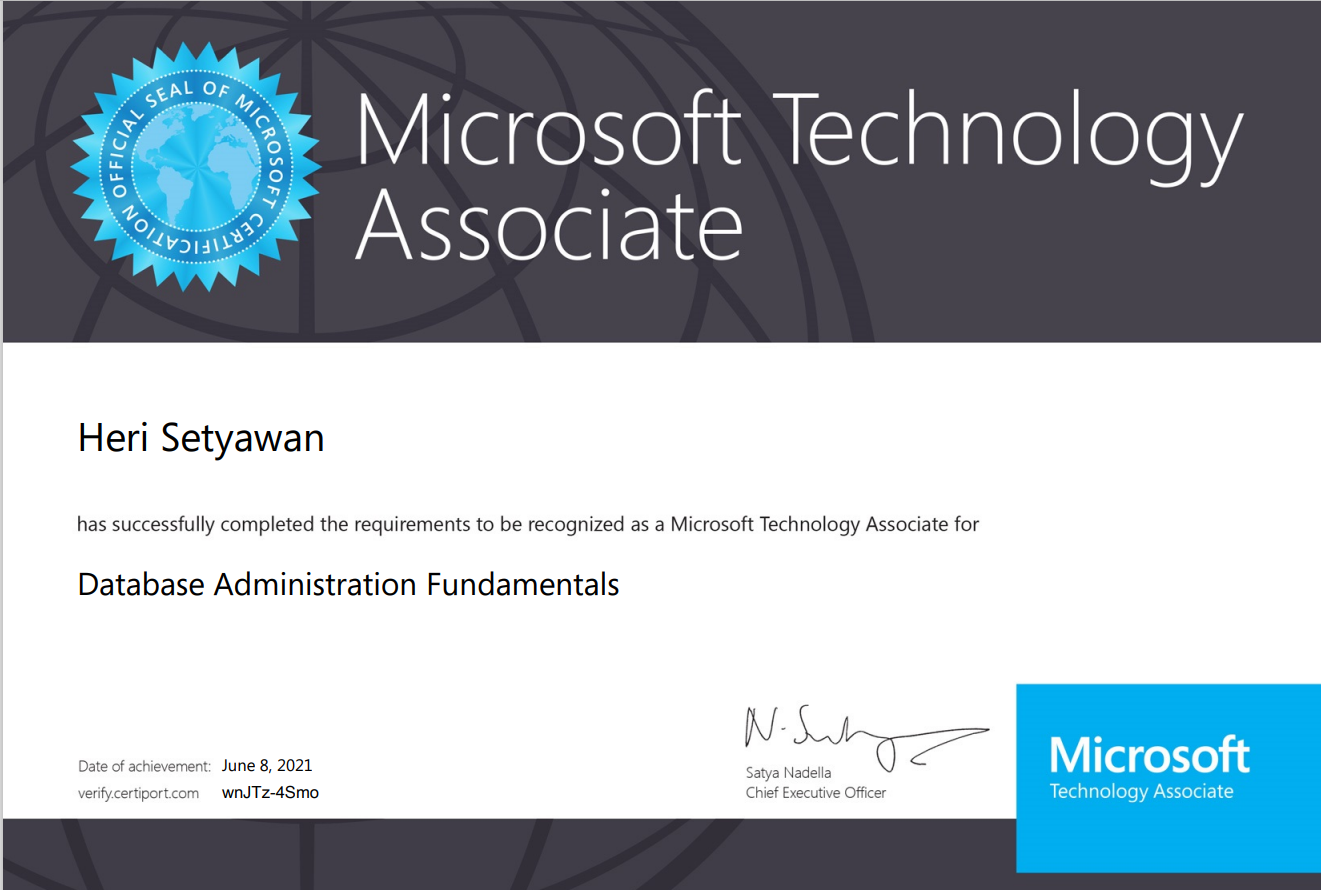 OFFICIAL SEAL OF MICROSOFT CERTIFICATION
Microsoft Technology
Associate
Heri Setyawan
has successfully completed the requirements to be recognized as a Microsoft Technology Associate for
Database Administration Fundamentals
Date of achievement: June 8, 2021
verify.certiport.com wnJTz-4Smo
Satya Nadella
Chief Executive Officer
Microsoft
Technology Associate